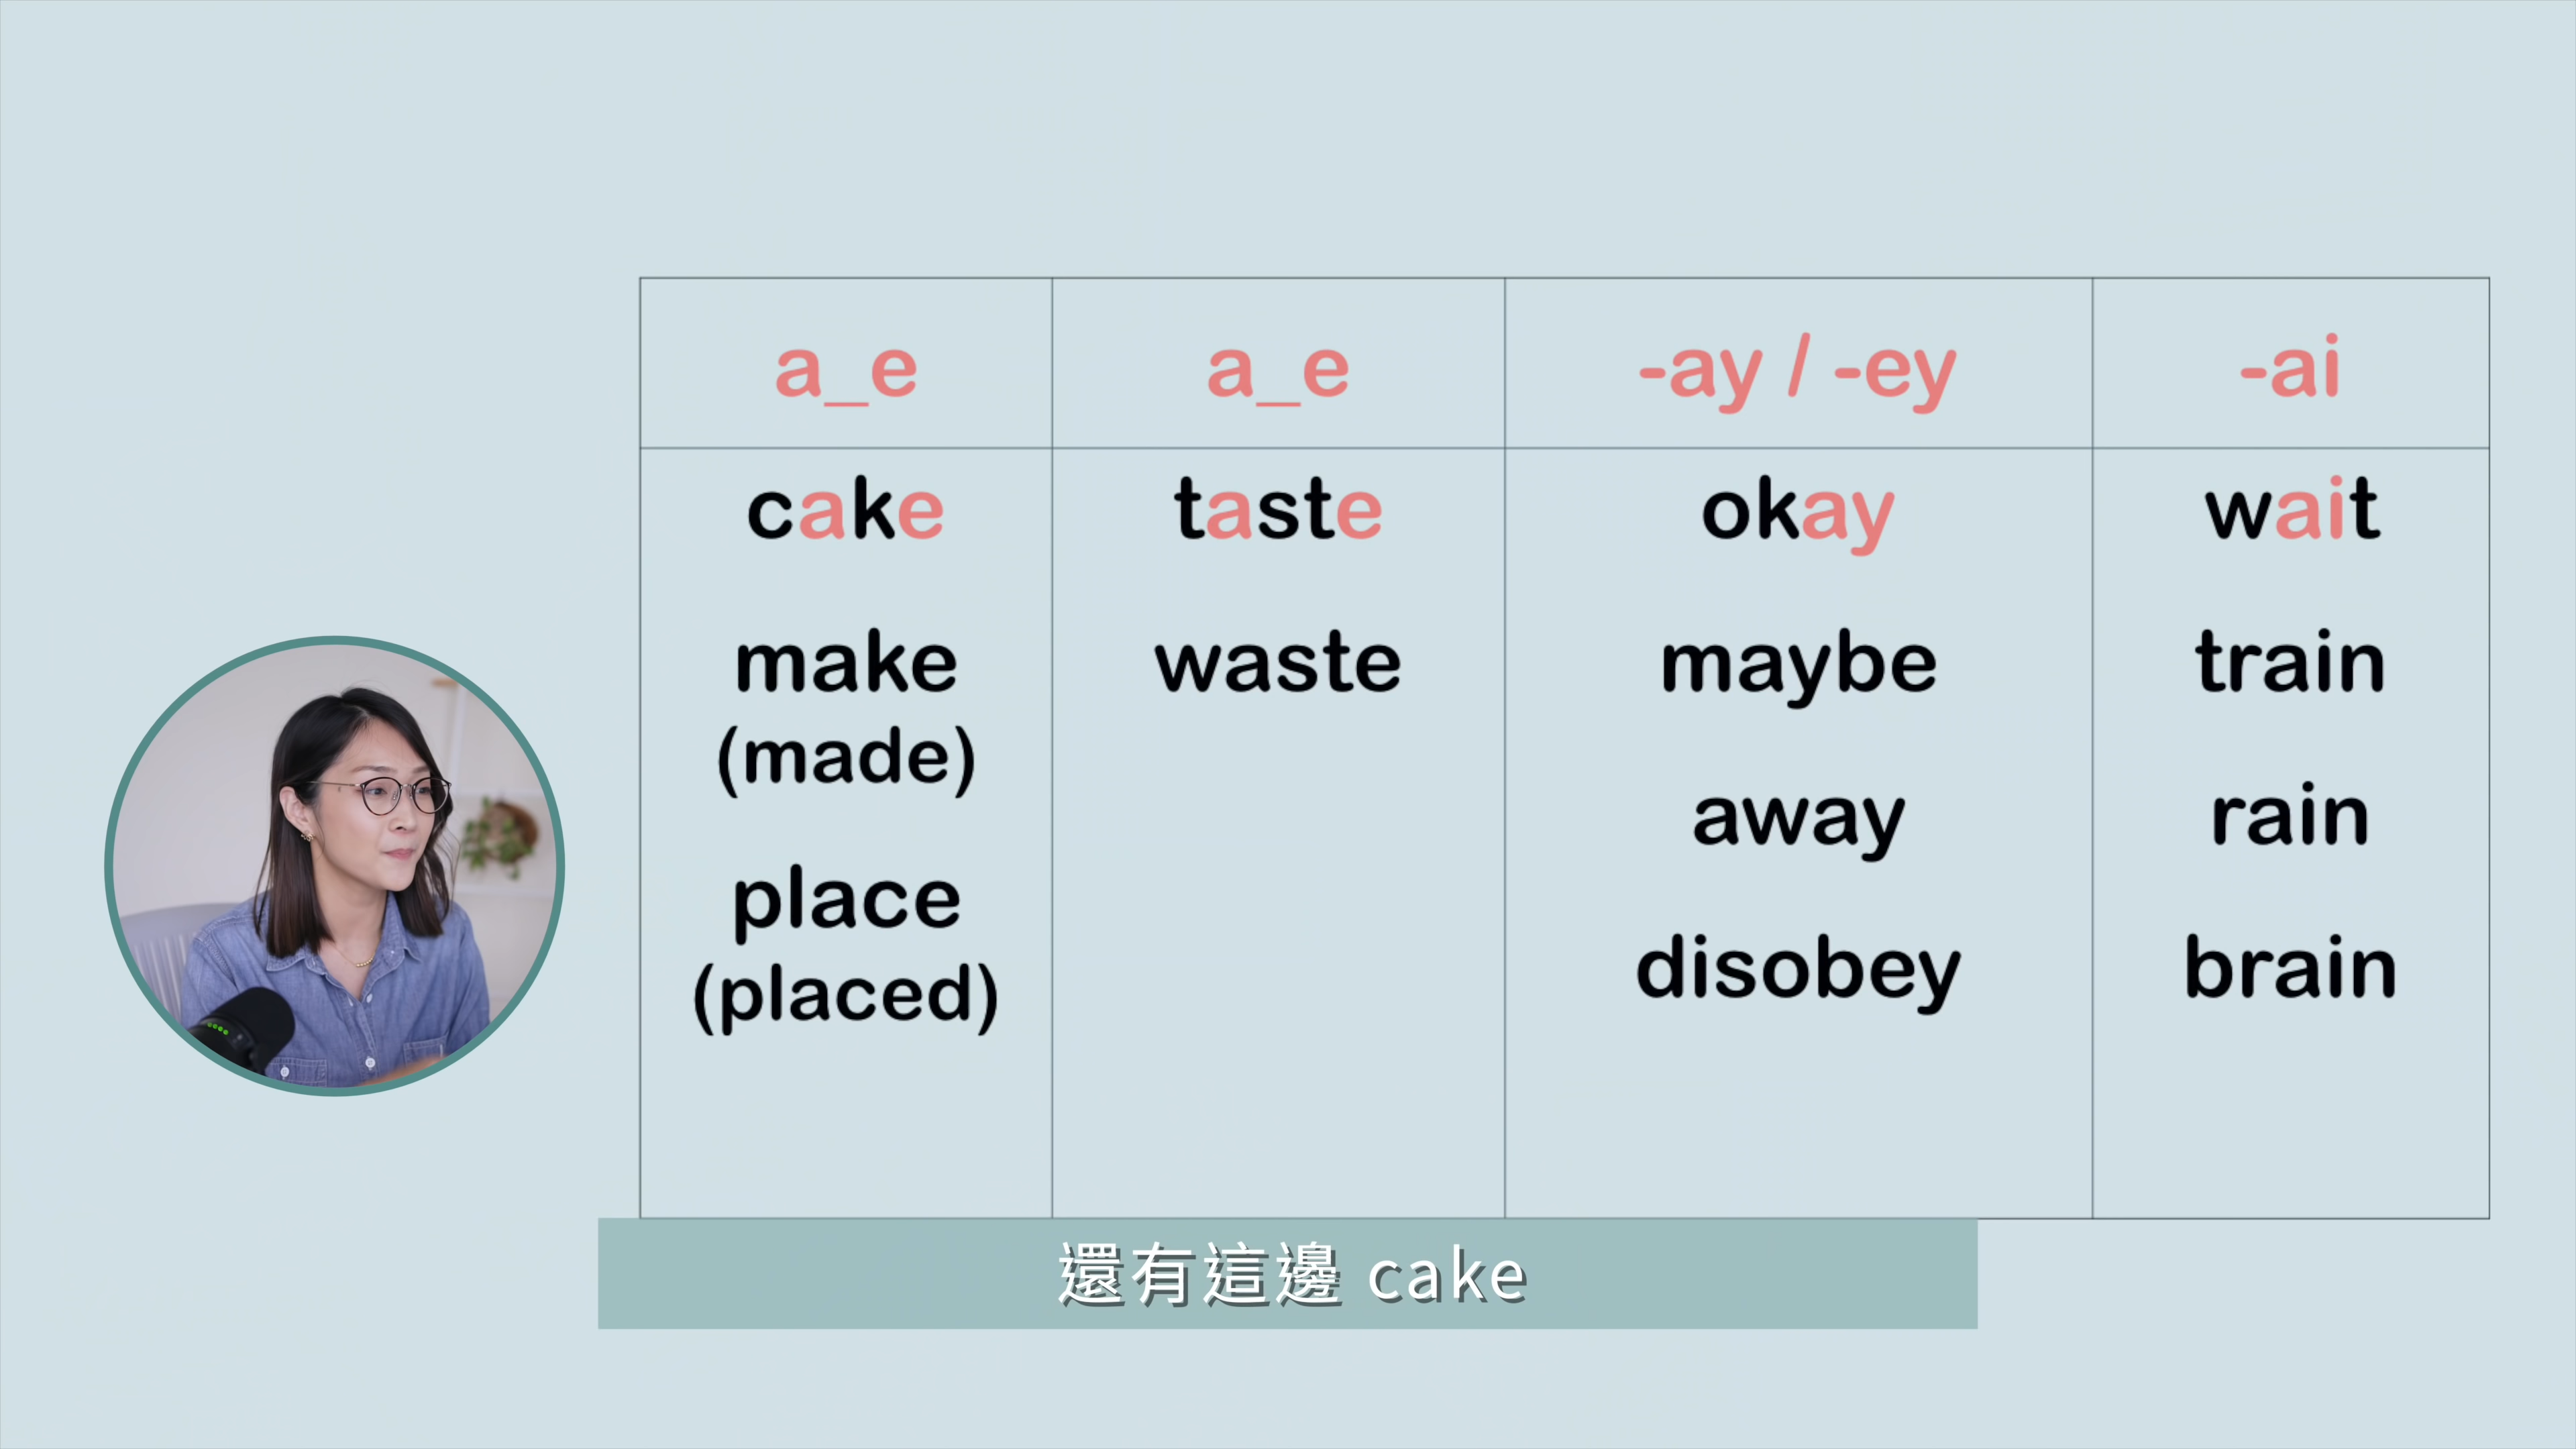 a_e
a_e
-ay / -ey
-ai
cake
taste
okay
wait
make
waste
maybe
train
(made)
away
rain
place
disobey
brain
(placed)
還有這邊 cake